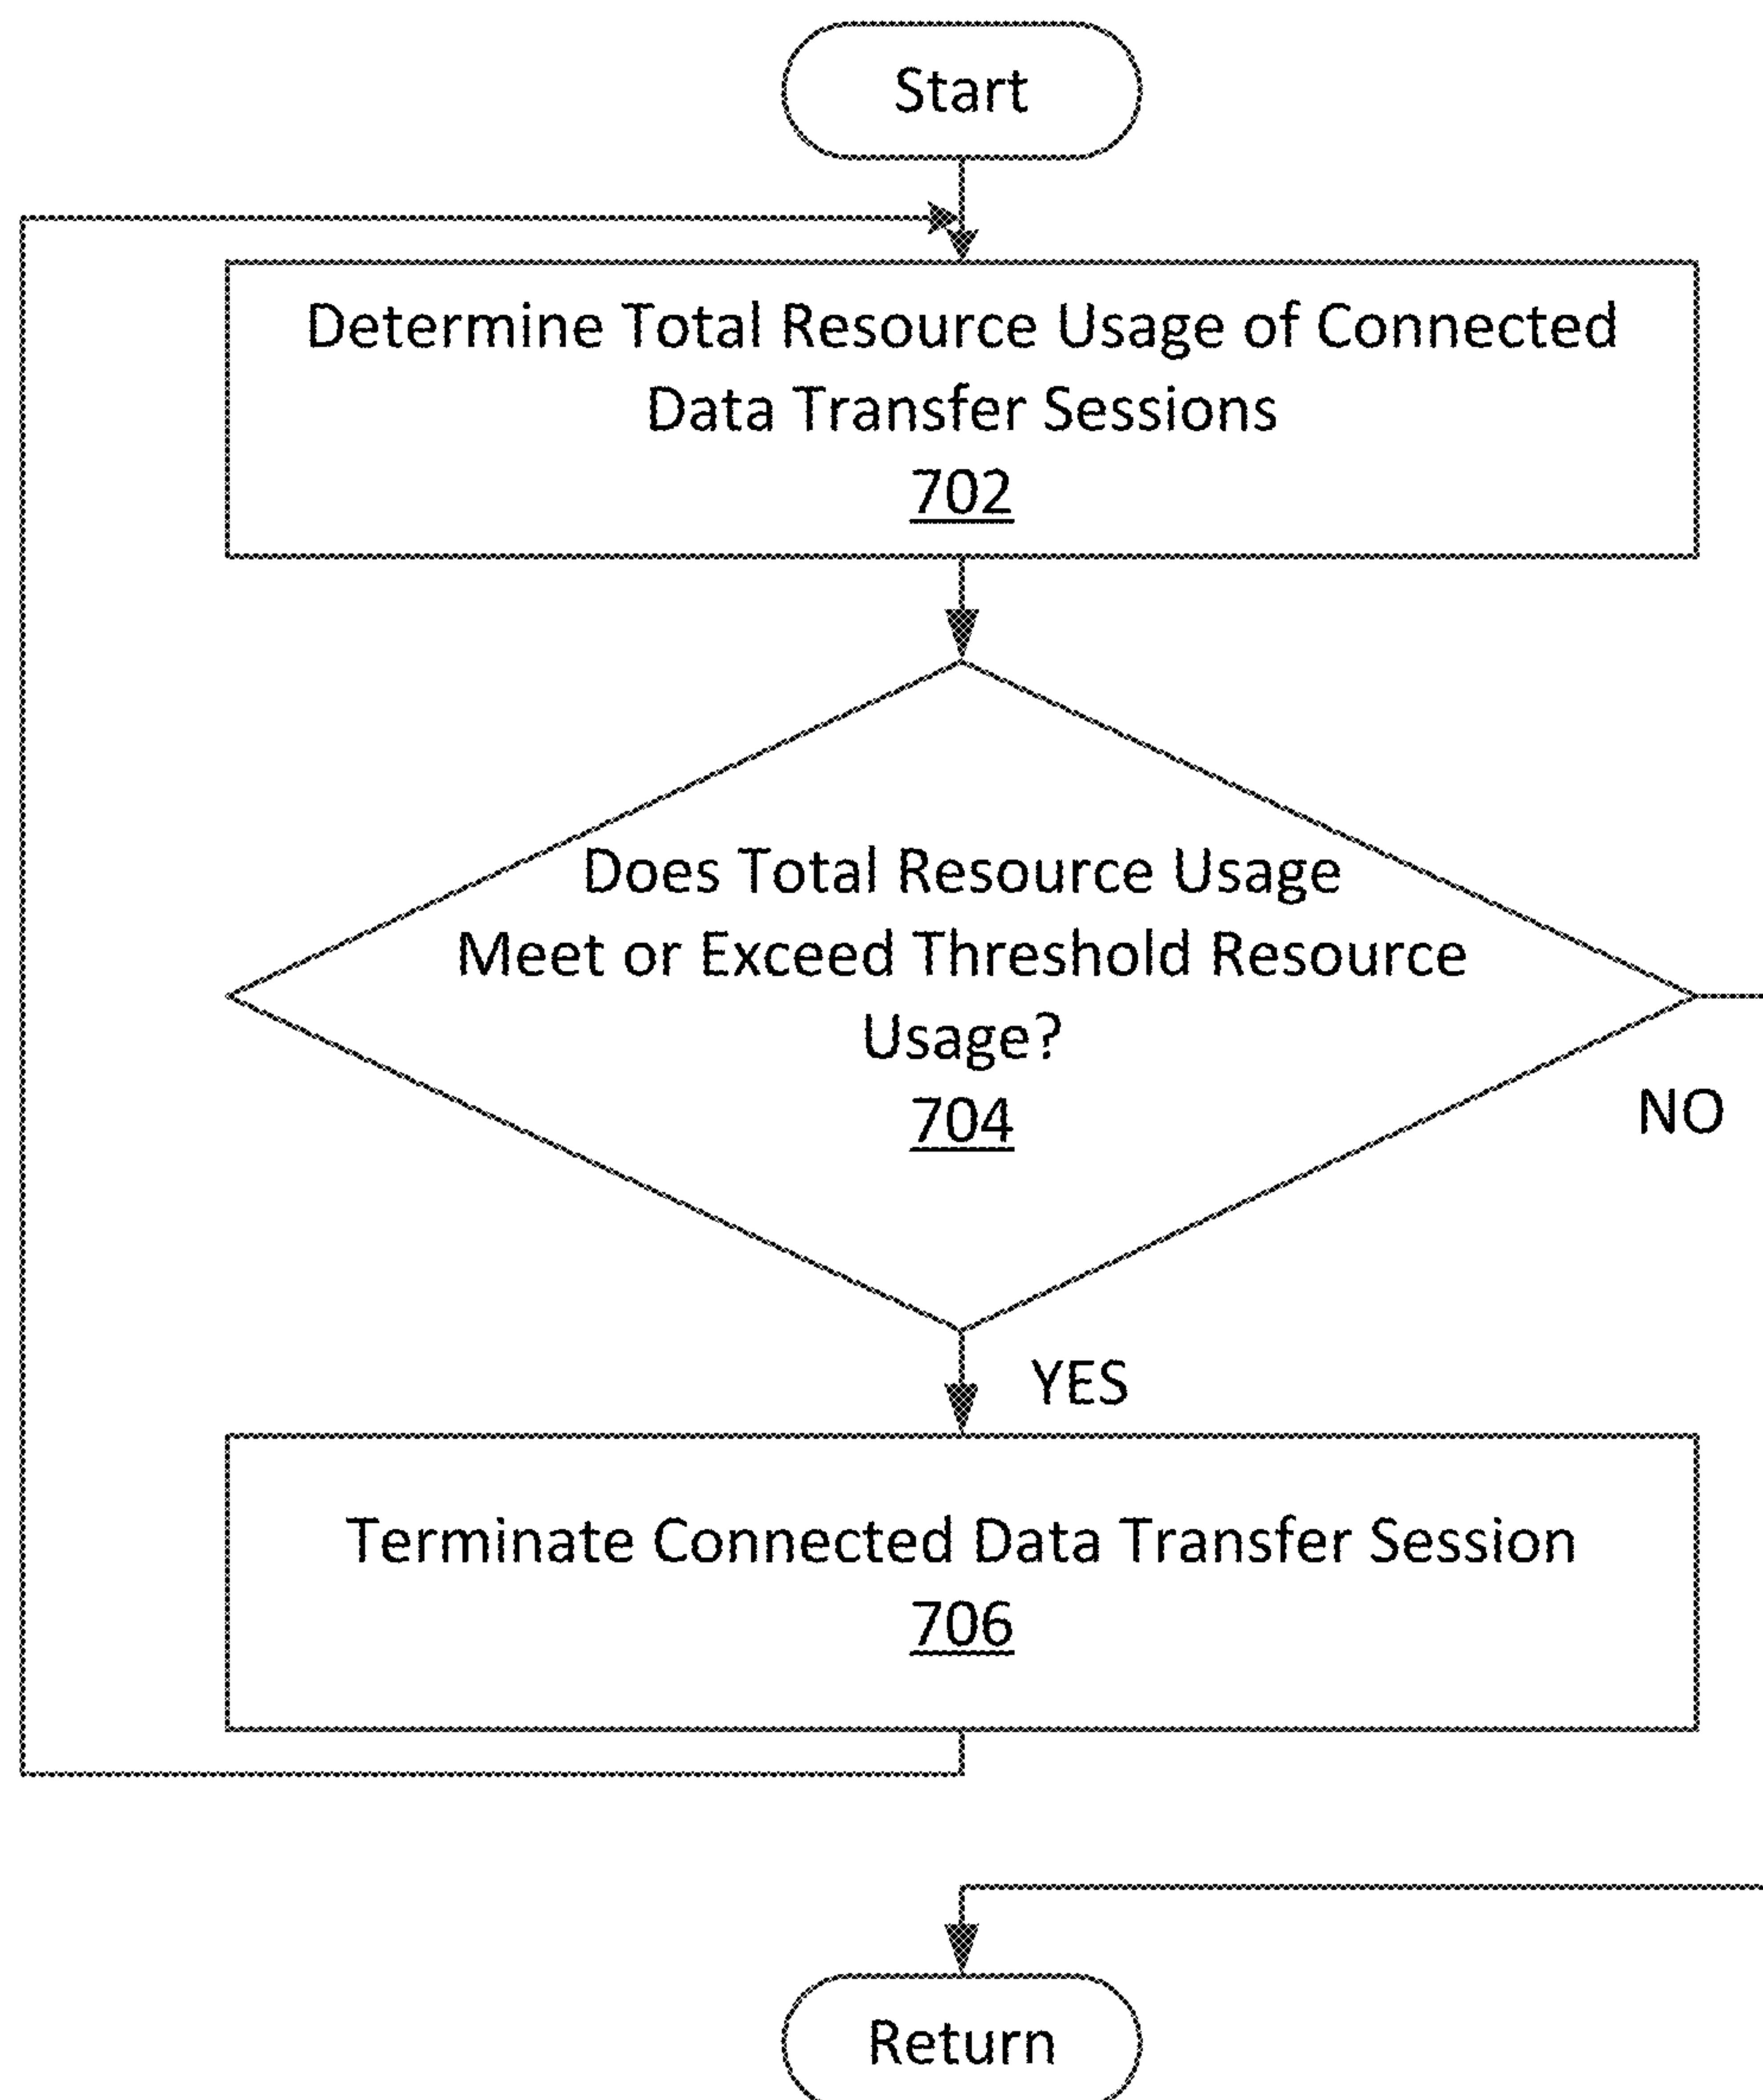 Start
Determine Total Resource Usage of Connected
Data Transfer Sessions
702
Does Total Resource Usage
Meet or Exceed Threshold Resource
Usage?
704
NO
YES
Terminate Connected Data Transfer Session
706
Return